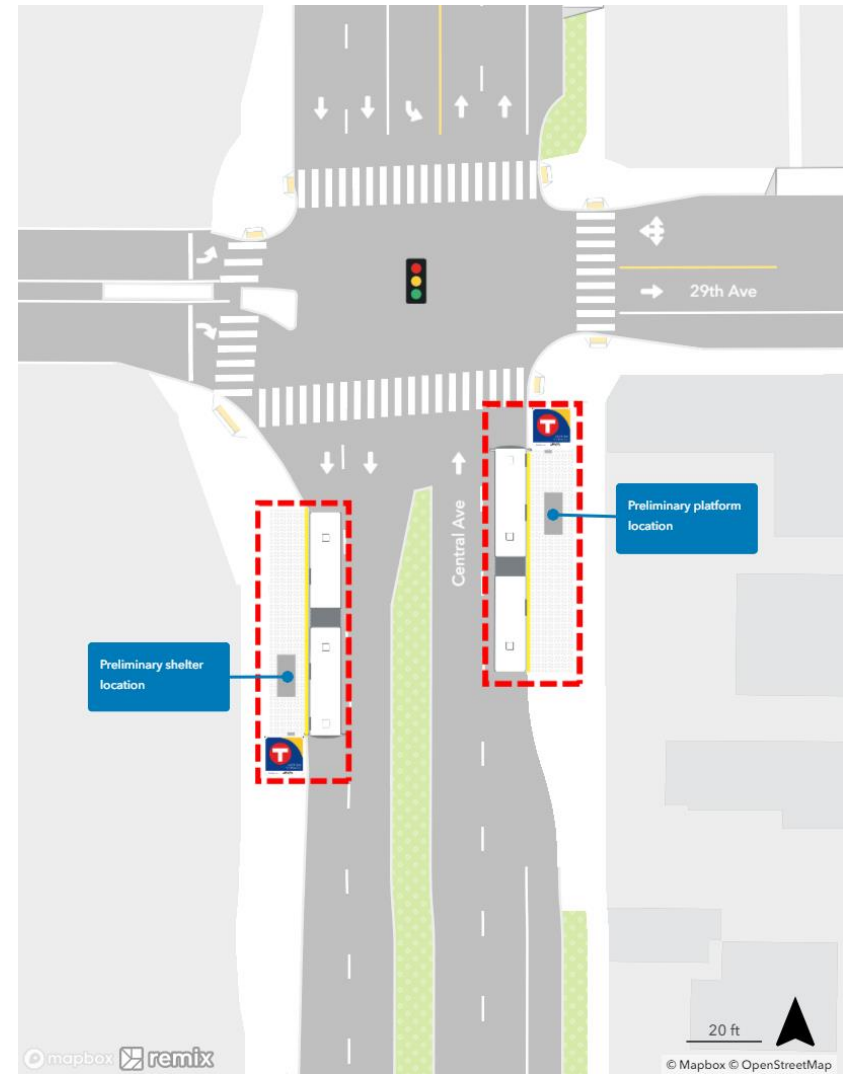 29th Ave
T
Central Ave
Preliminary platform
location
Preliminary shelter
location
T
20 ft
mapbox remix
© Mapbox © OpenStreetMap